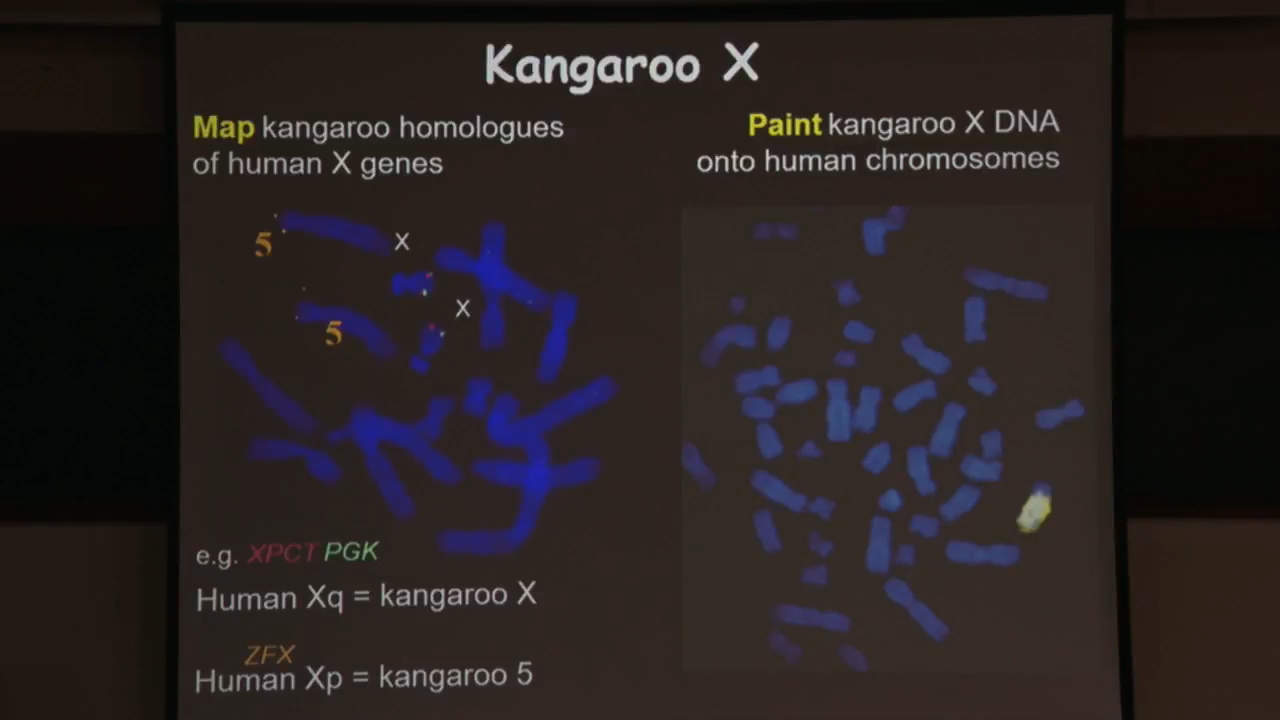 Kangaroo X
Map kangaroo homologues
of human X genes
Paint kangaroo X DNA
onto human chromosomes
5
X
X
5
e.g. XPCT PGK
Human Xq = kangaroo X
ZFX
Human Xp = kangaroo 5